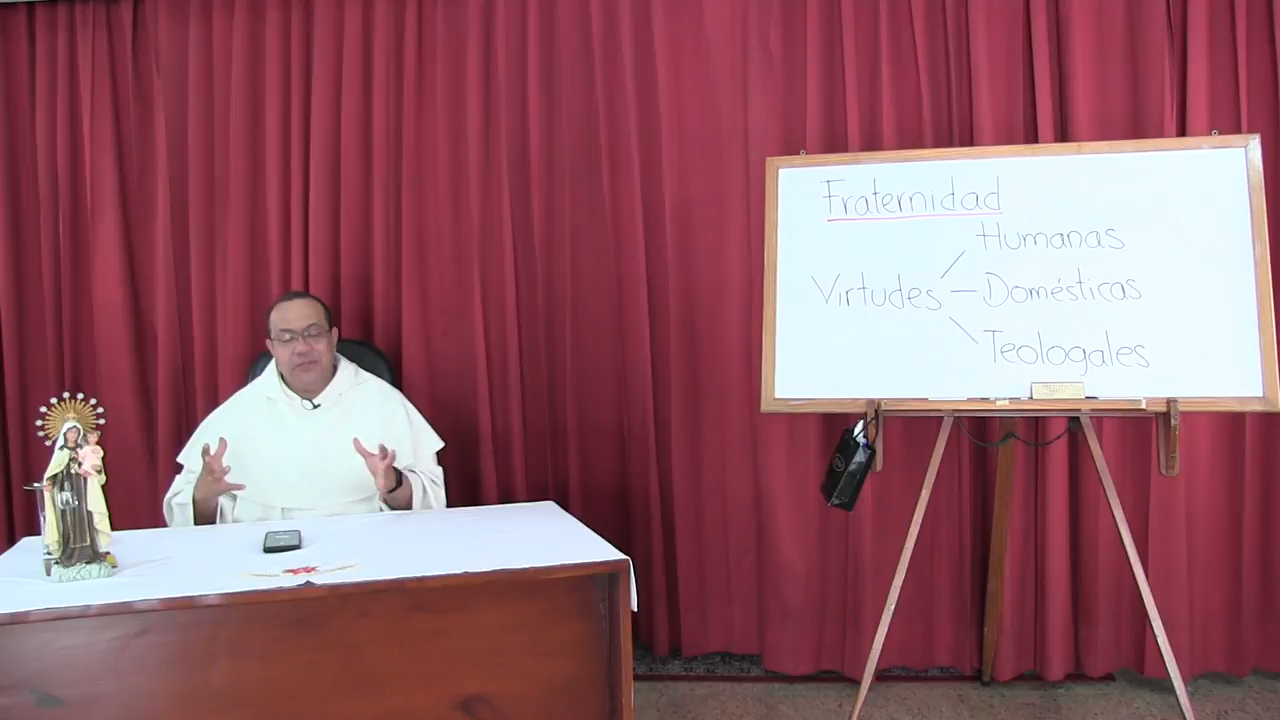 Fraternidad
Humanas
Virtudes — Domésticas
Teologales